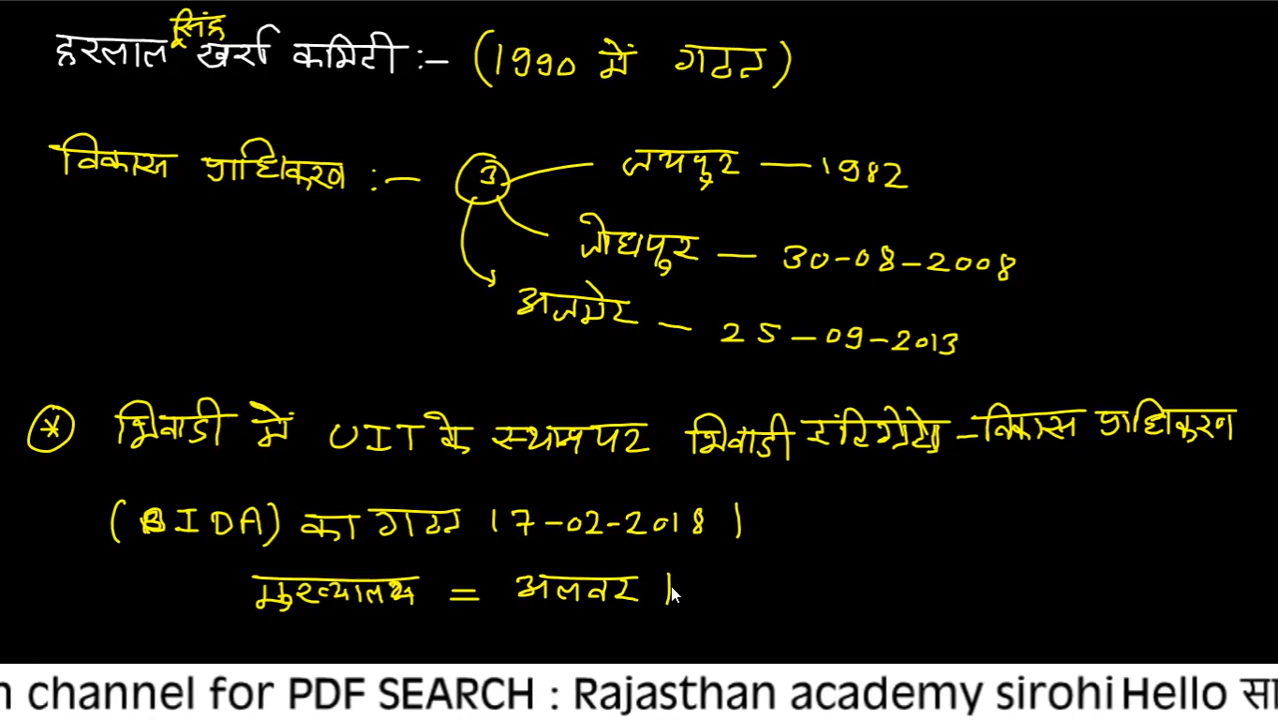 हरलाल सिंह खर्रा कमिटी :- (1990 में गठन)
विकास प्राधिकरण :- 3 जयपुर — 1982
जोधपुर — 30-08-2008
अजमेर — 25-09-2013
* भिवाडी में UIT के स्थान पर भिवाडी - विकास प्राधिकरण
(BIDA) का गठन 17-02-2018 ।
मुख्यालय = अलवर ।
n channel for PDF SEARCH : Rajasthan academy sirohi Hello सा